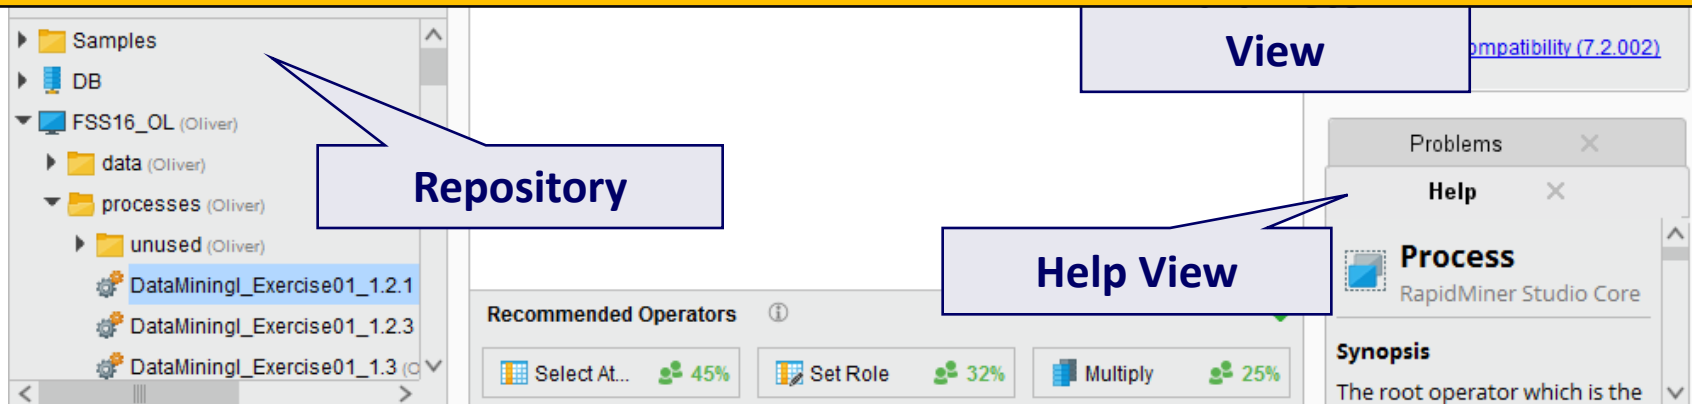 Samples
DB
FSS16_OL (Oliver)
data (Oliver)
processes (Oliver)
unused (Oliver)
DataMiningI_Exercise01_1.2.1
DataMiningI_Exercise01_1.2.3
DataMiningI_Exercise01_1.3
Repository
View
ompatibility (7.2.002)
Problems
Help
Help View
Process
RapidMiner Studio Core
Synopsis
The root operator which is the
Recommended Operators
Select At... 45%
Set Role 32%
Multiply 25%